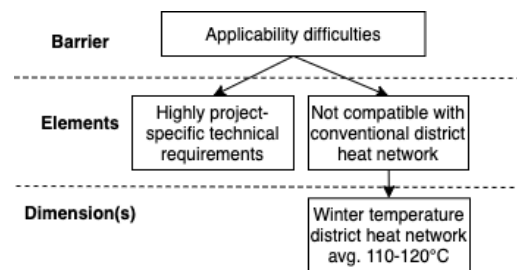 Barrier
Applicability difficulties
Elements
Highly project-
specific technical
requirements
Not compatible with
conventional district
heat network
Dimension(s)
Winter temperature
district heat network
avg. 110-120°C